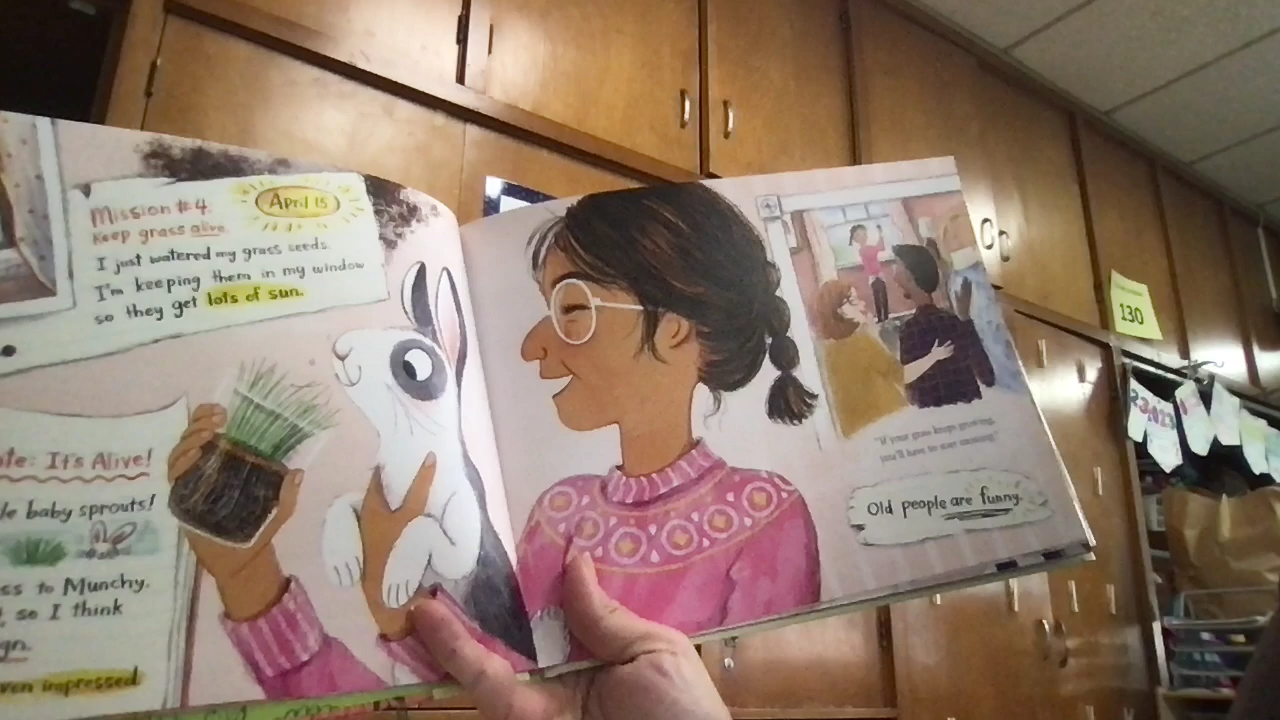 Mission #4. April 15
Keep grass alive.
I just watered my grass seeds.
I'm keeping them in my window
so they get lots of sun.
It's Alive!
baby sprouts!
to Munchy.
so I think
impressed
"If your grass keeps growing,
you'll have to start mowing!"
Old people are funny.
130